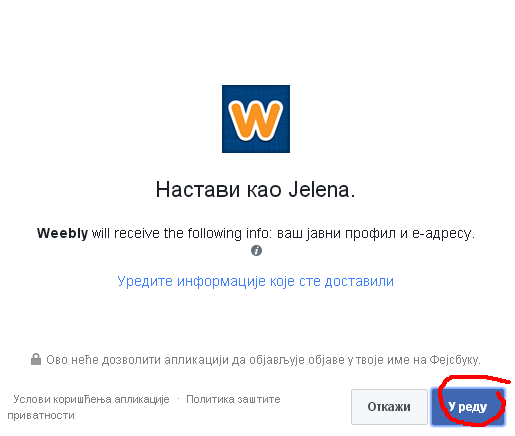 W
Настави као Jelena.
Weebly will receive the following info: ваш јавни профил и е-адресу.
i
Уредите информације које сте доставили
Ово неће дозволити апликацији да објављује објаве у твоје име на Фејсбуку.
Услови коришћења апликације · Политика заштите
приватности
Откажи У реду